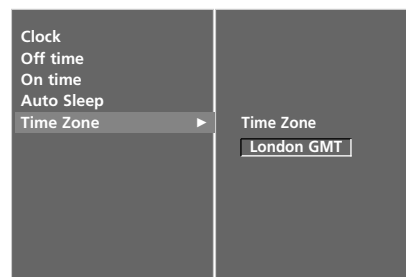 Clock
Off time
On time
Auto Sleep
Time Zone ►
Time Zone
London GMT